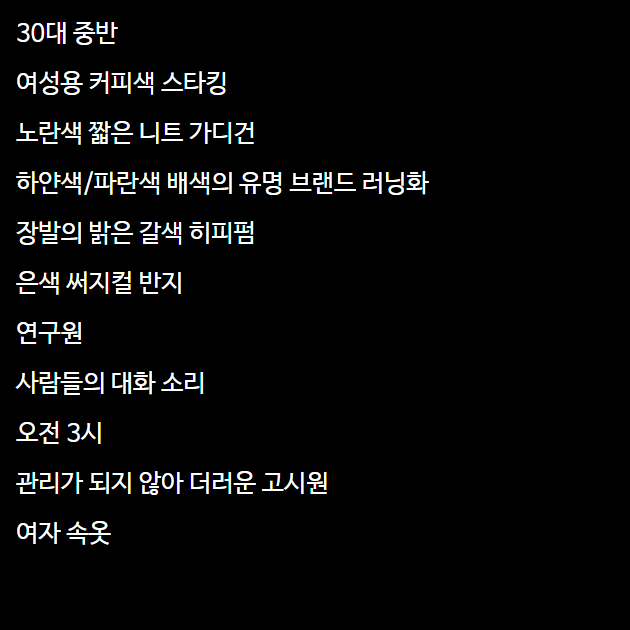 30대 중반
여성용 커피색 스타킹
노란색 짧은 니트 가디건
하얀색/파란색 배색의 유명 브랜드 러닝화
장발의 밝은 갈색 히피펌
은색 써지컬 반지
연구원
사람들의 대화 소리
오전 3시
관리가 되지 않아 더러운 고시원
여자 속옷